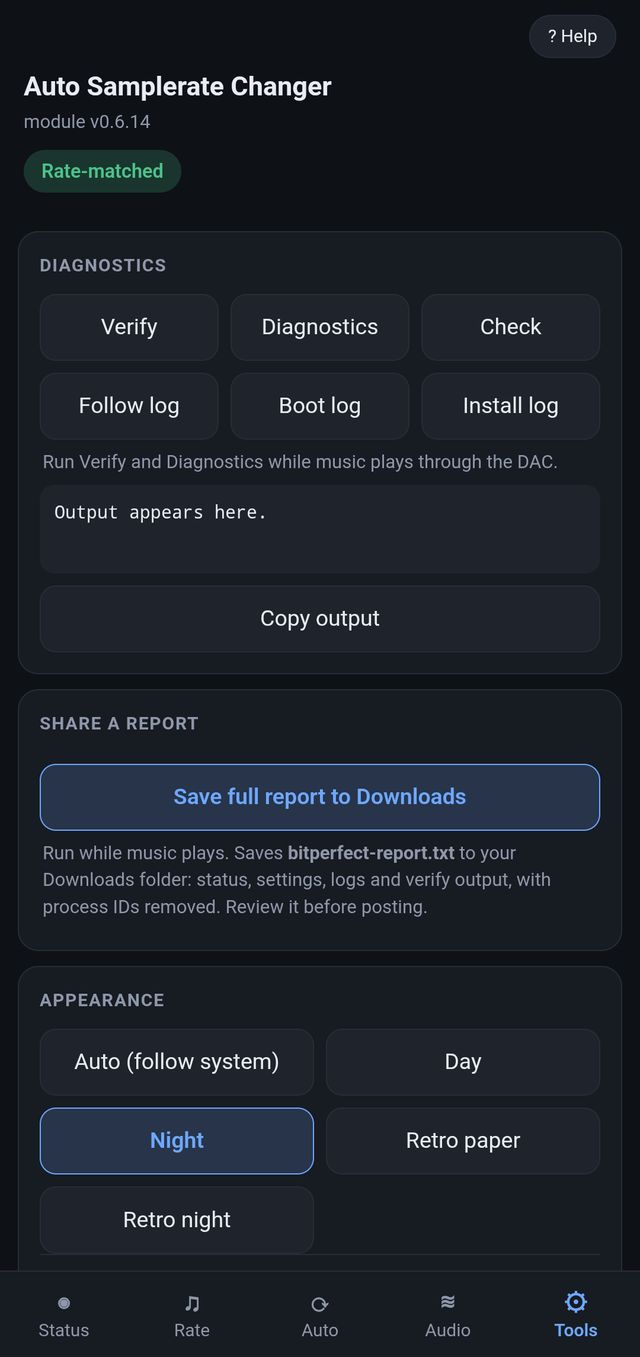 ? Help
Auto Samplerate Changer
module v0.6.14
Rate-matched
DIAGNOSTICS
Verify
Diagnostics
Check
Follow log
Boot log
Install log
Run Verify and Diagnostics while music plays through the DAC.
Output appears here.
Copy output
SHARE A REPORT
Save full report to Downloads
Run while music plays. Saves bitperfect-report.txt to your
Downloads folder: status, settings, logs and verify output, with
process IDs removed. Review it before posting.
APPEARANCE
Auto (follow system)
Day
Night
Retro paper
Retro night
Status
Rate
Auto
Audio
Tools